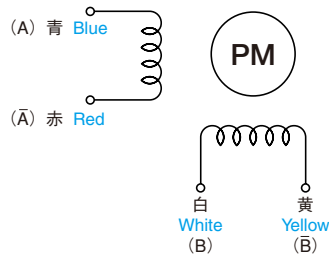 (A) 青 Blue
PM
(Ā) 赤 Red
白 黄
White Yellow
(B) (B̄)